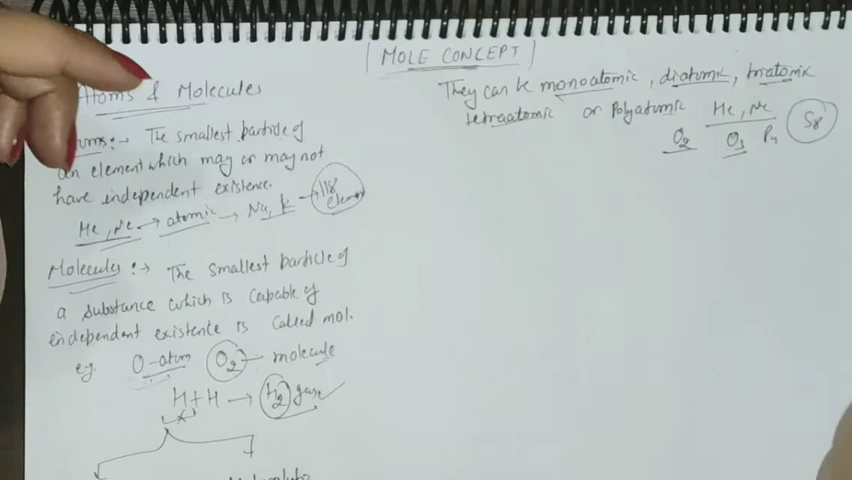 MOLE CONCEPT
Atoms & Molecules
The smallest particle of
an element which may or may not
have independent existence.
He, Ne → atomic → Na, K → 118
Molecules :→ The smallest particle of
a substance which is capable of
independent existence is called mol.
eg. O-atom O2 - molecule
H + H → H2
They can be monoatomic, diatomic, triatomic
tetraatomic or Polyatomic He, Ne
O2 O3 P4 S8